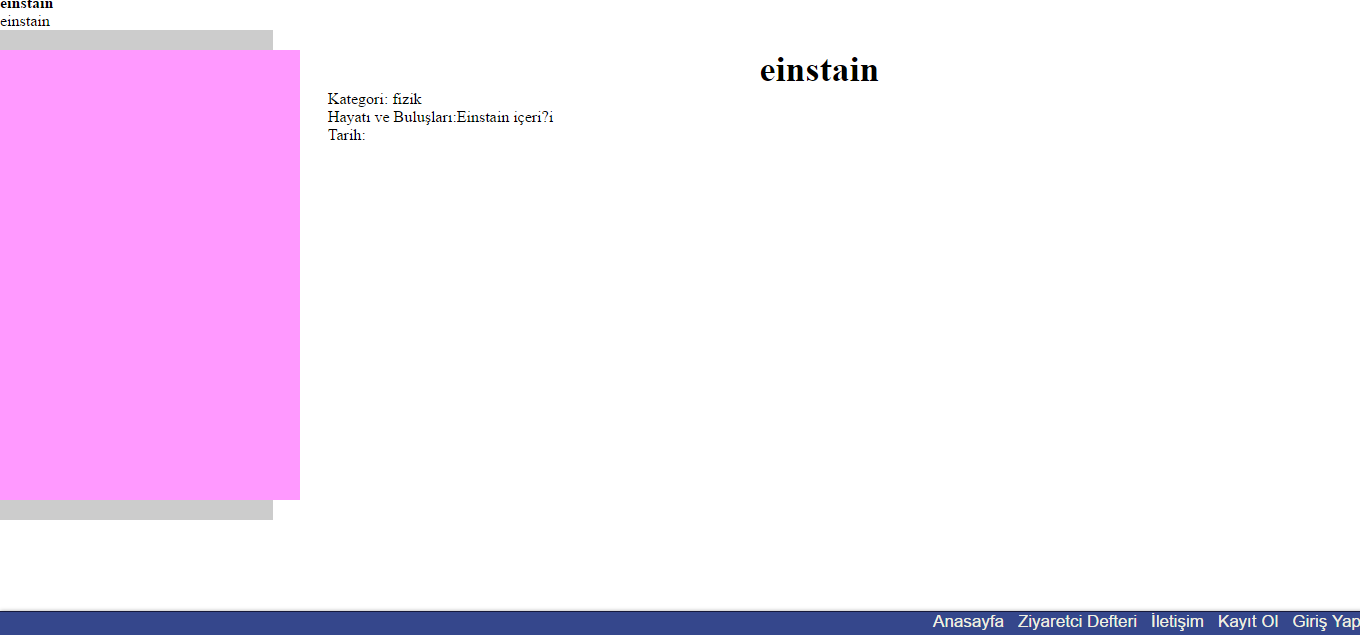 einstain
einstain
einstain
Kategori: fizik
Hayatı ve Buluşları:Einstain içeri?i
Tarih:
Anasayfa Ziyaretci Defteri İletişim Kayıt Ol Giriş Yap